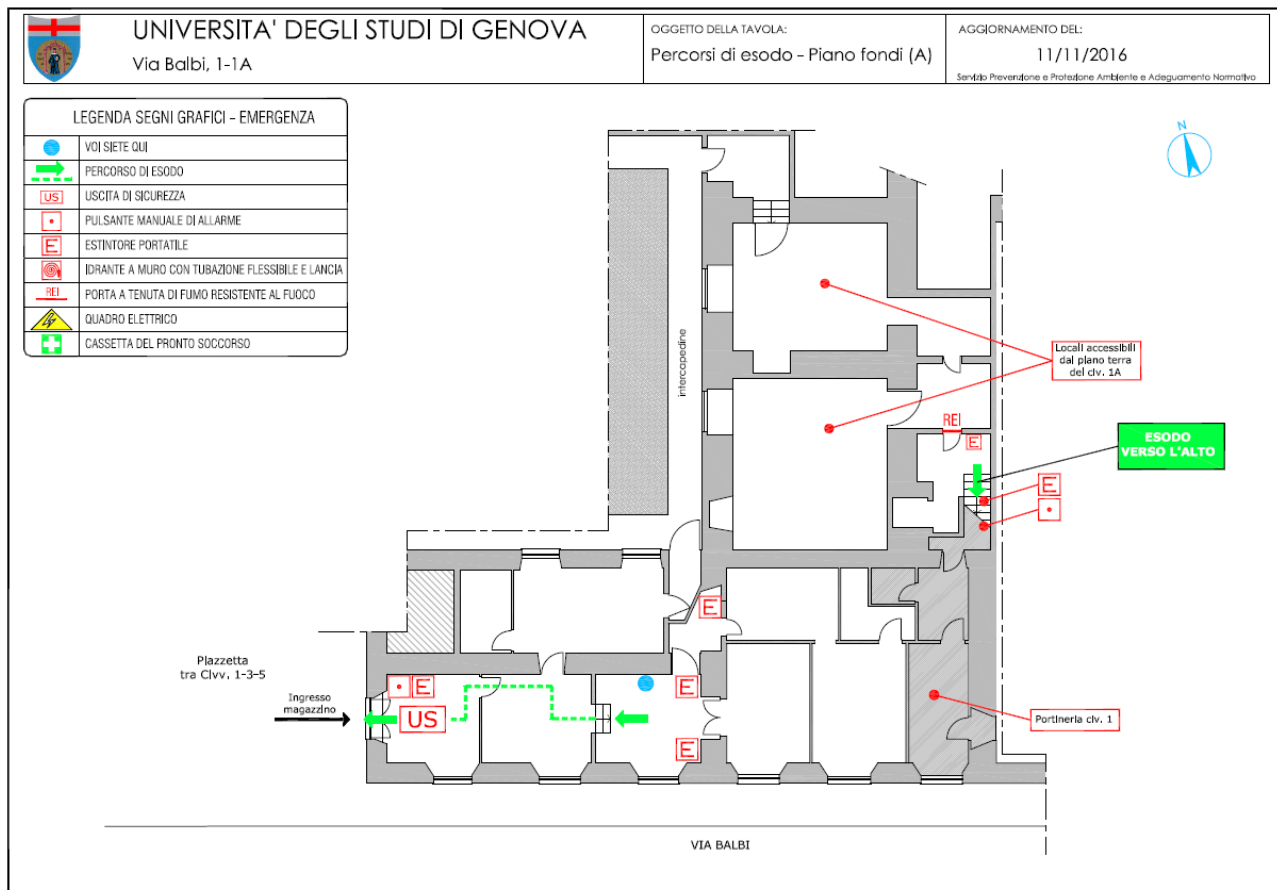 UNIVERSITA' DEGLI STUDI DI GENOVA
Via Balbi, 1-1A
OGGETTO DELLA TAVOLA:
Percorsi di esodo - Piano fondi (A)
AGGIORNAMENTO DEL:
11/11/2016
Servizio Prevenzione e Protezione Ambiente e Adeguamento Normativo
LEGENDA SEGNI GRAFICI - EMERGENZA
VOI SIETE QUI
PERCORSO DI ESODO
US
USCITA DI SICUREZZA
PULSANTE MANUALE DI ALLARME
E
ESTINTORE PORTATILE
IDRANTE A MURO CON TUBAZIONE FLESSIBILE E LANCIA
REI
PORTA A TENUTA DI FUMO RESISTENTE AL FUOCO
QUADRO ELETTRICO
CASSETTA DEL PRONTO SOCCORSO
N
intercapedine
Locali accessibili
dal piano terra
del civ. 1A
REI
E
ESODO
VERSO L'ALTO
E
E
Piazzetta
tra Civv. 1-3-5
Ingresso
magazzino
E
US
E
E
Portineria civ. 1
VIA BALBI